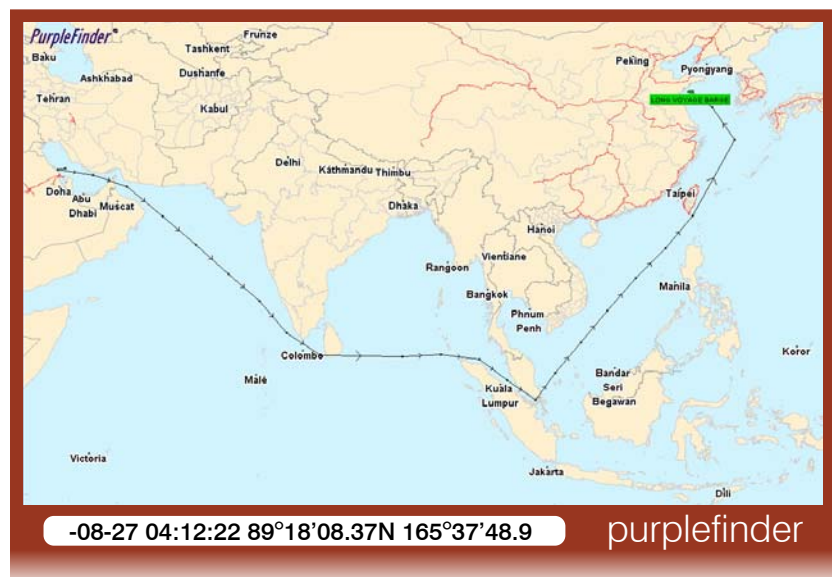 PurpleFinder
Frunze
Tashkent
Baku
Dushanfe
Ashkhabad
Tehran
Kabul
Peking
Pyongyang
LONG VOYAGE BARGE
Delhi
Kathmandu Thimbu
Doha
Abu
Dhabi
Muscat
Dhaka
Taipei
Hanoi
Vientiane
Rangoon
Bangkok
Manila
Phnum
Penh
Colombo
Koror
Malé
Bandar
Seri
Begawan
Kuala
Lumpur
Victoria
Jakarta
Dili
-08-27 04:12:22 89°18'08.37N 165°37'48.9
purplefinder